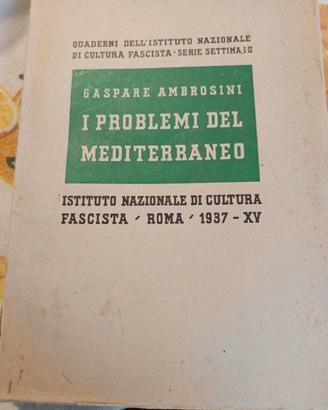 QUADERNI DELL'ISTITUTO NAZIONALE
DI CULTURA FASCISTA · SERIE SETTIMA I-II
GASPARE AMBROSINI
I PROBLEMI DEL
MEDITERRANEO
ISTITUTO NAZIONALE DI CULTURA
FASCISTA ' ROMA ' 1937 - XV